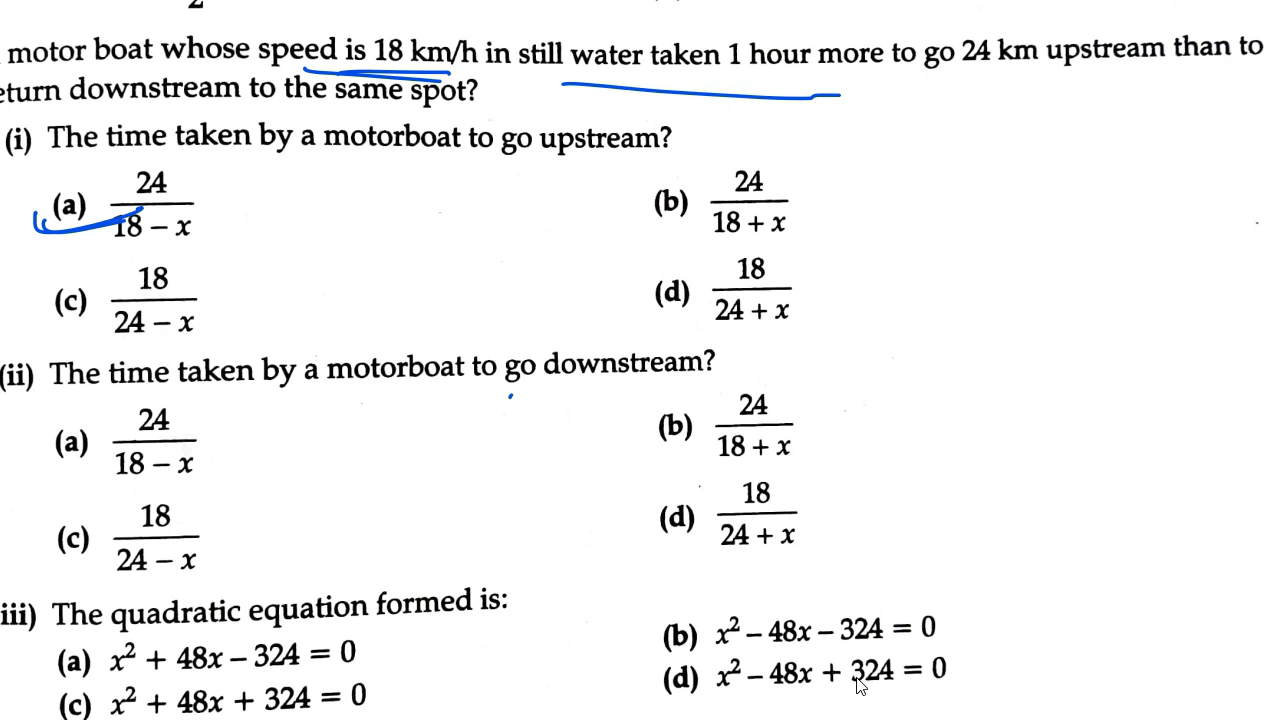 2
motor boat whose speed is 18 km/h in still water taken 1 hour more to go 24 km upstream than to
eturn downstream to the same spot?
(i) The time taken by a motorboat to go upstream?
(a) 24/(18 − x) (b) 24/(18 + x)
(c) 18/(24 − x) (d) 18/(24 + x)
(ii) The time taken by a motorboat to go downstream?
(a) 24/(18 − x) (b) 24/(18 + x)
(c) 18/(24 − x) (d) 18/(24 + x)
iii) The quadratic equation formed is:
(a) x² + 48x − 324 = 0 (b) x² − 48x − 324 = 0
(c) x² + 48x + 324 = 0 (d) x² − 48x + 324 = 0